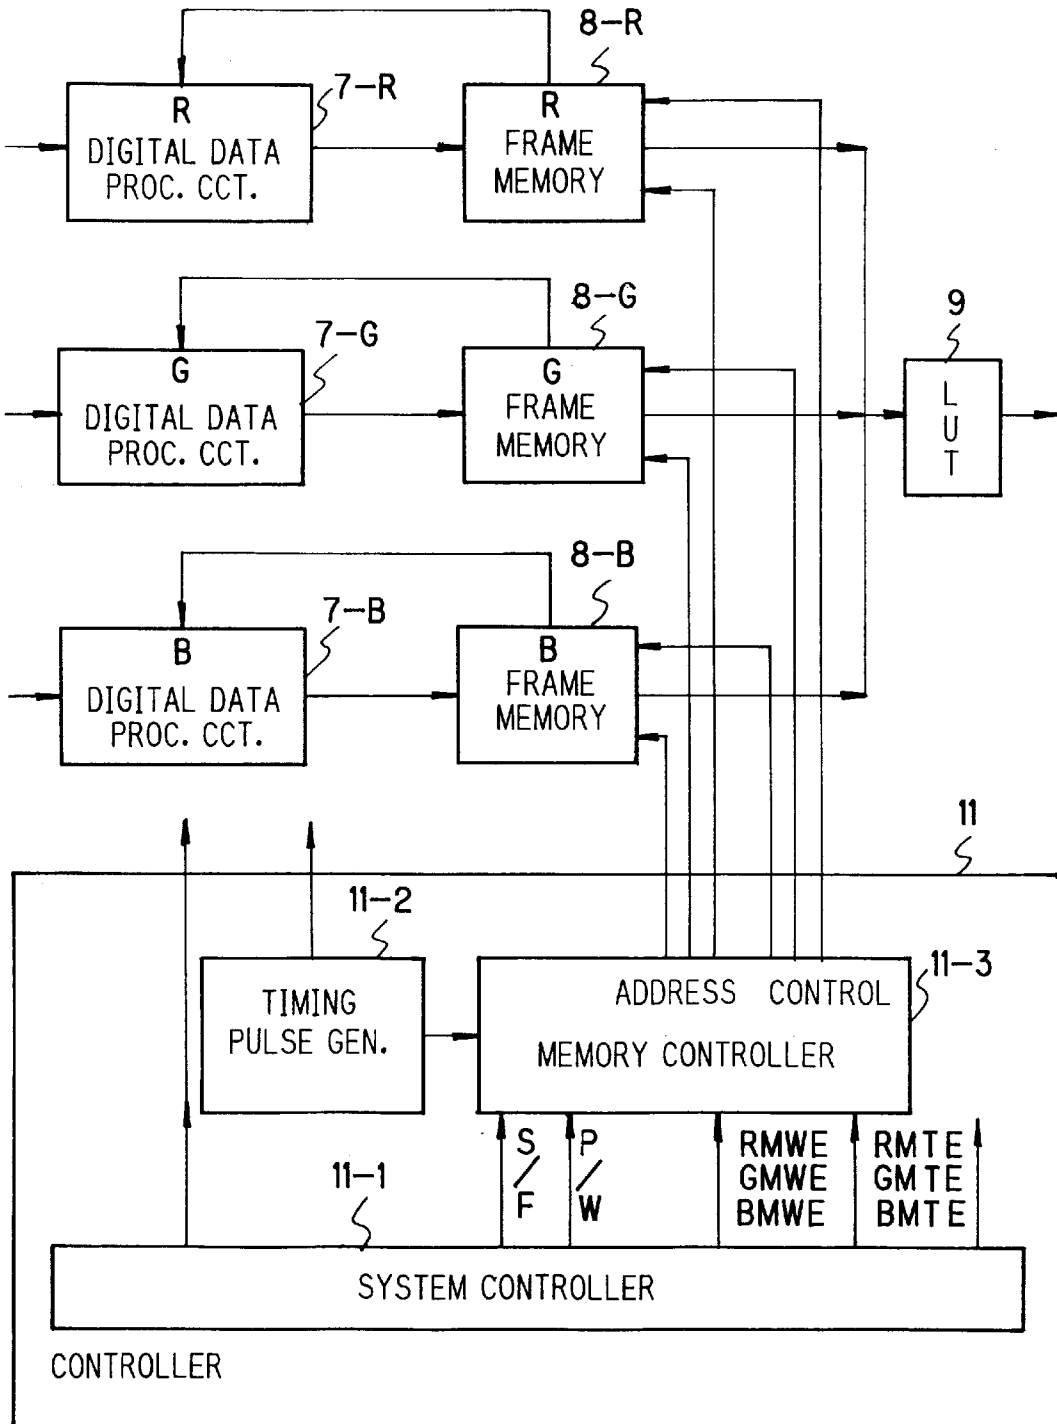 8-R
7-R
R
DIGITAL DATA
PROC. CCT.
R
FRAME
MEMORY
8-G
7-G
G
DIGITAL DATA
PROC. CCT.
G
FRAME
MEMORY
9
LUT
8-B
7-B
B
DIGITAL DATA
PROC. CCT.
B
FRAME
MEMORY
11
11-2
TIMING
PULSE GEN.
11-3
ADDRESS CONTROL
MEMORY CONTROLLER
S/F
P/W
RMWE
GMWE
BMWE
RMTE
GMTE
BMTE
11-1
SYSTEM CONTROLLER
CONTROLLER